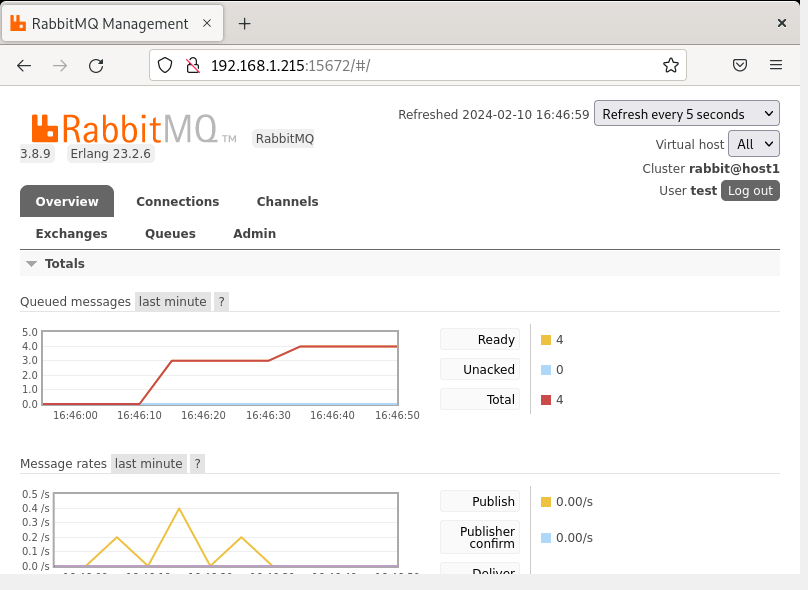 RabbitMQ Management
192.168.1.215:15672/#/
RabbitMQ TM RabbitMQ
3.8.9 Erlang 23.2.6
Refreshed 2024-02-10 16:46:59 Refresh every 5 seconds
Virtual host All
Cluster rabbit@host1
User test Log out
Overview Connections Channels
Exchanges Queues Admin
Totals
Queued messages last minute ?
5.0
4.0
3.0
2.0
1.0
0.0
16:46:00 16:46:10 16:46:20 16:46:30 16:46:40 16:46:50
Ready 4
Unacked 0
Total 4
Message rates last minute ?
0.5 /s
0.4 /s
0.3 /s
0.2 /s
0.1 /s
0.0 /s
Publish 0.00/s
Publisher
confirm 0.00/s
Deliver